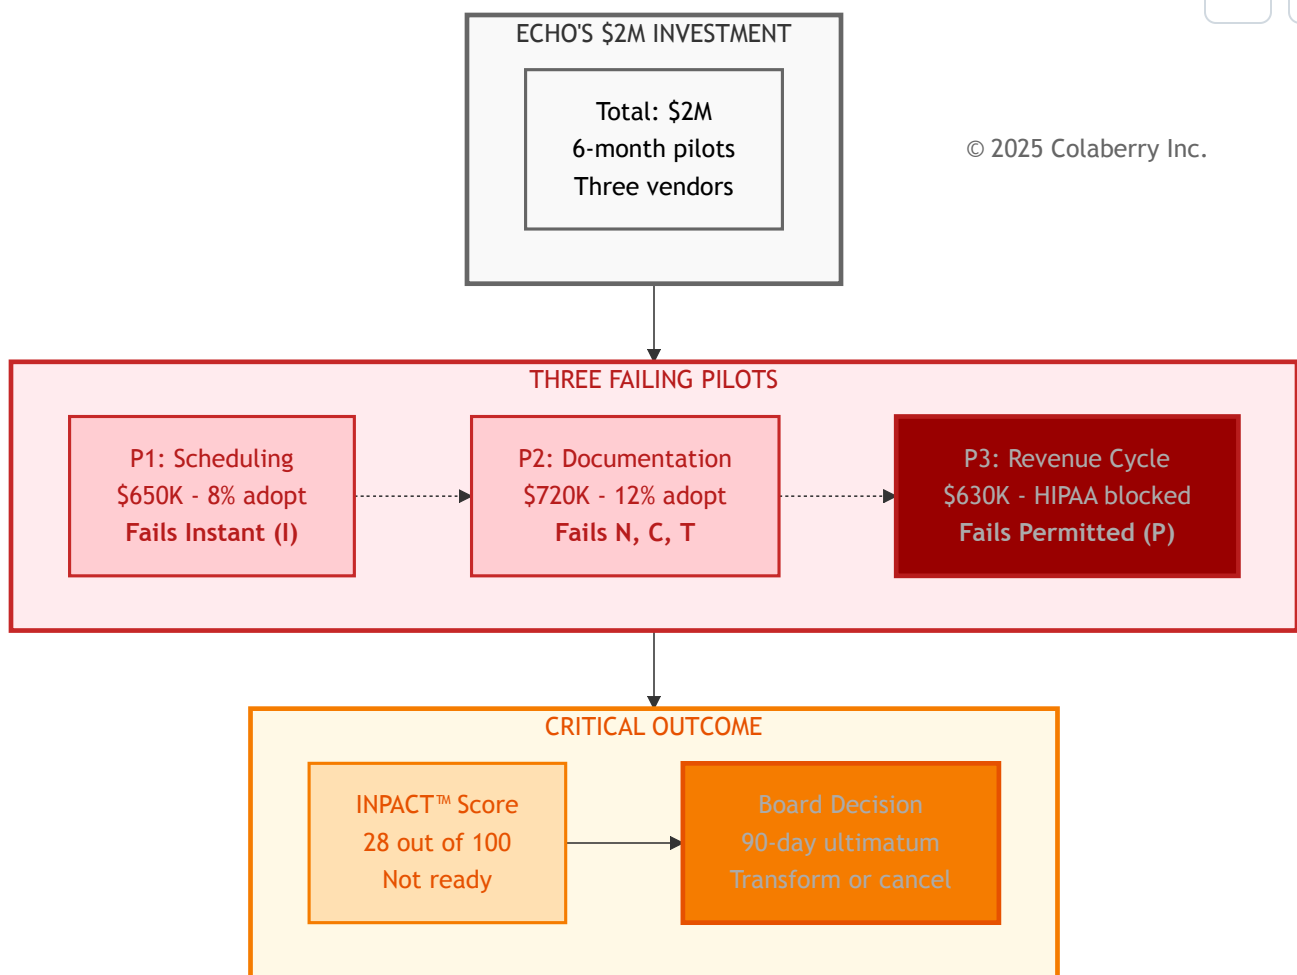 ECHO'S $2M INVESTMENT
Total: $2M
6-month pilots
Three vendors
© 2025 Colaberry Inc.
THREE FAILING PILOTS
P1: Scheduling
$650K - 8% adopt
Fails Instant (I)
P2: Documentation
$720K - 12% adopt
Fails N, C, T
P3: Revenue Cycle
$630K - HIPAA blocked
Fails Permitted (P)
CRITICAL OUTCOME
INPACT™ Score
28 out of 100
Not ready
Board Decision
90-day ultimatum
Transform or cancel